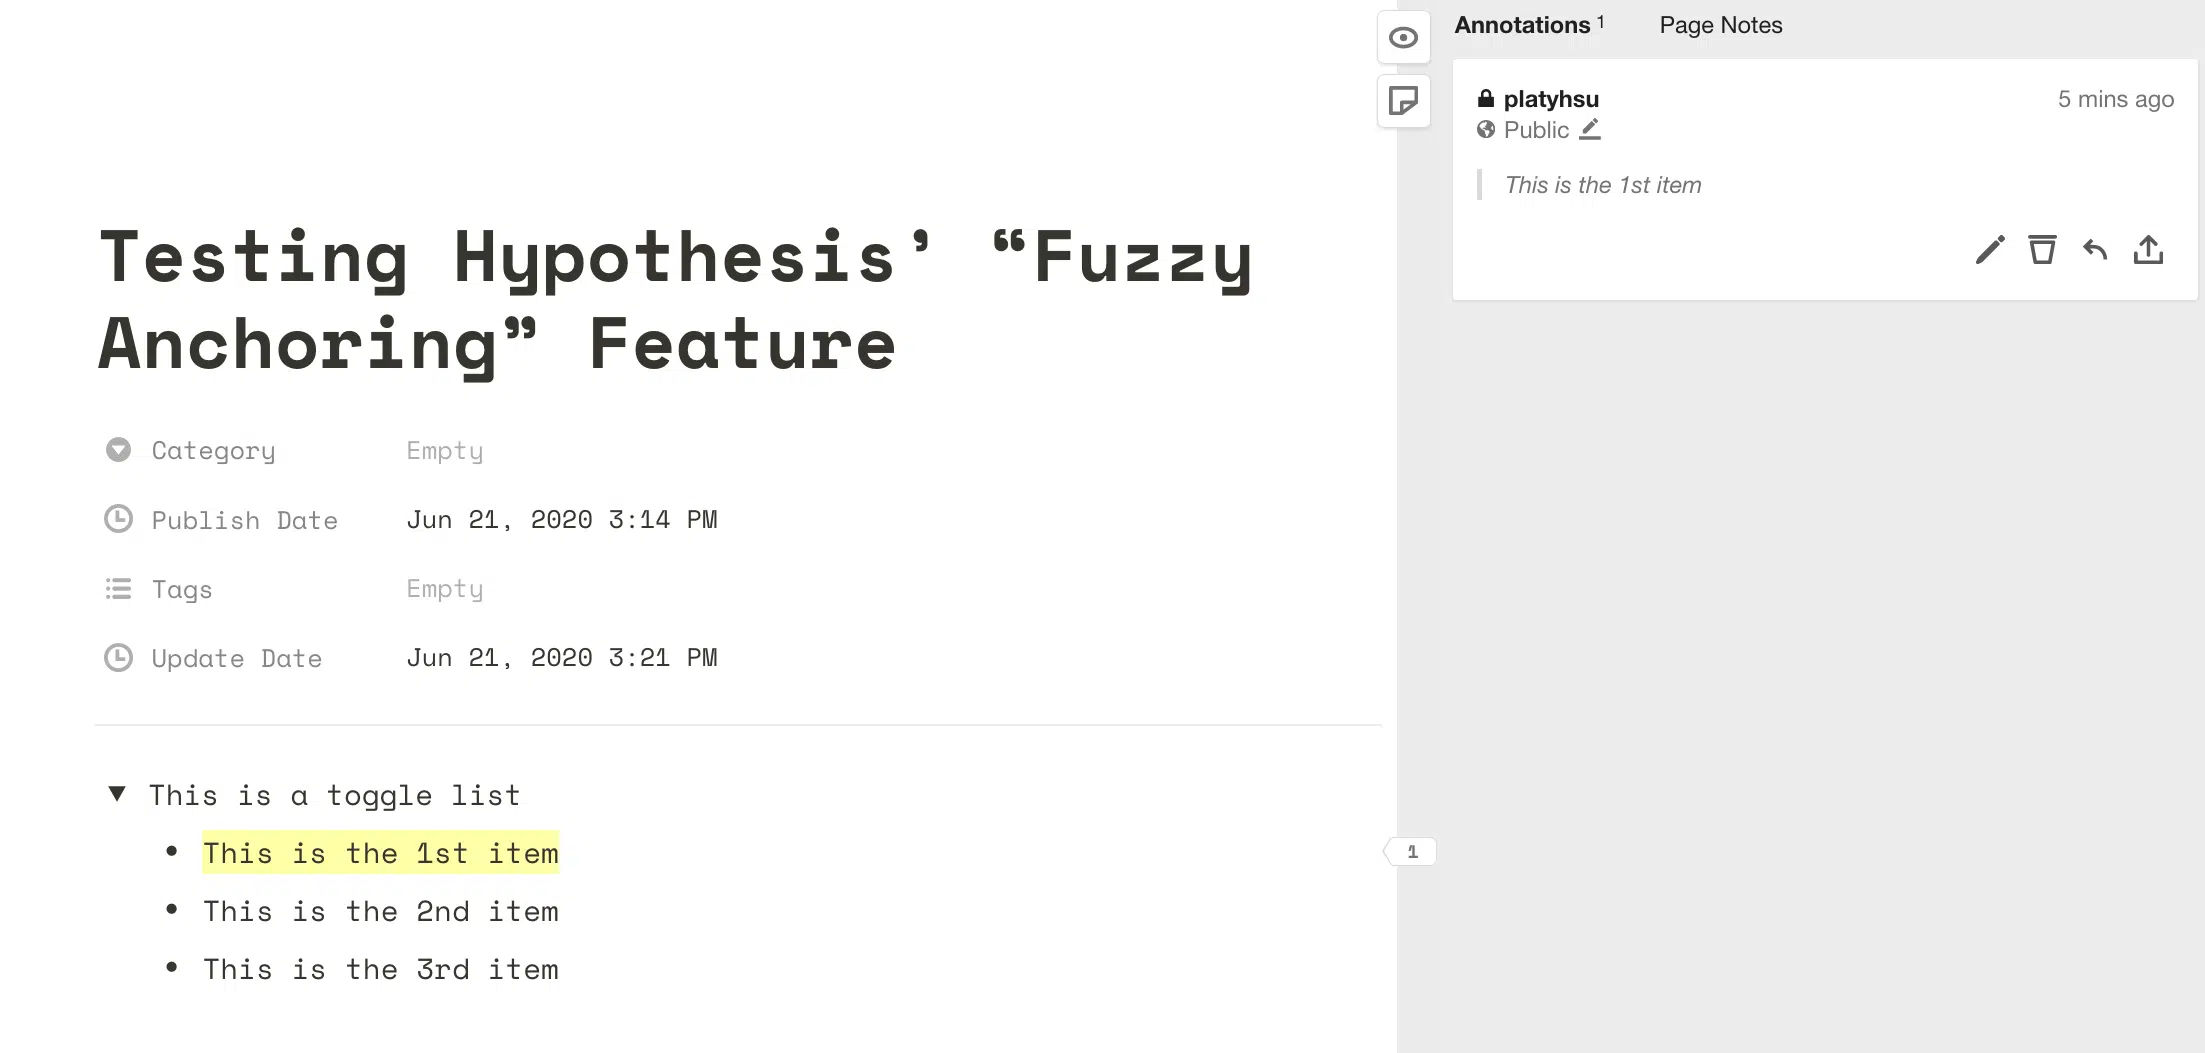 Testing Hypothesis’ “Fuzzy
Anchoring” Feature
Category Empty
Publish Date Jun 21, 2020 3:14 PM
Tags Empty
Update Date Jun 21, 2020 3:21 PM
This is a toggle list
• This is the 1st item
• This is the 2nd item
• This is the 3rd item
1
Annotations 1 Page Notes
platyhsu 5 mins ago
Public
This is the 1st item